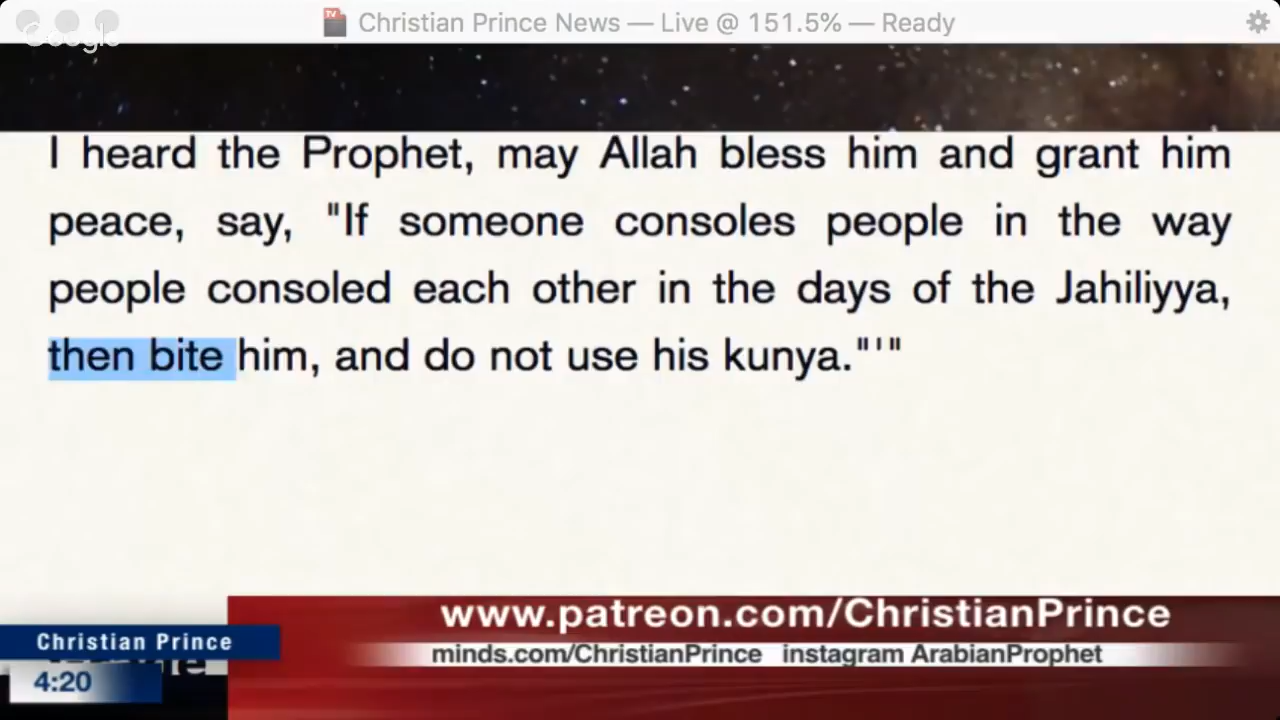 Christian Prince News — Live @ 151.5% — Ready
Google
I heard the Prophet, may Allah bless him and grant him
peace, say, "If someone consoles people in the way
people consoled each other in the days of the Jahiliyya,
then bite him, and do not use his kunya."'"
www.patreon.com/ChristianPrince
Christian Prince
minds.com/ChristianPrince instagram ArabianProphet
4:20